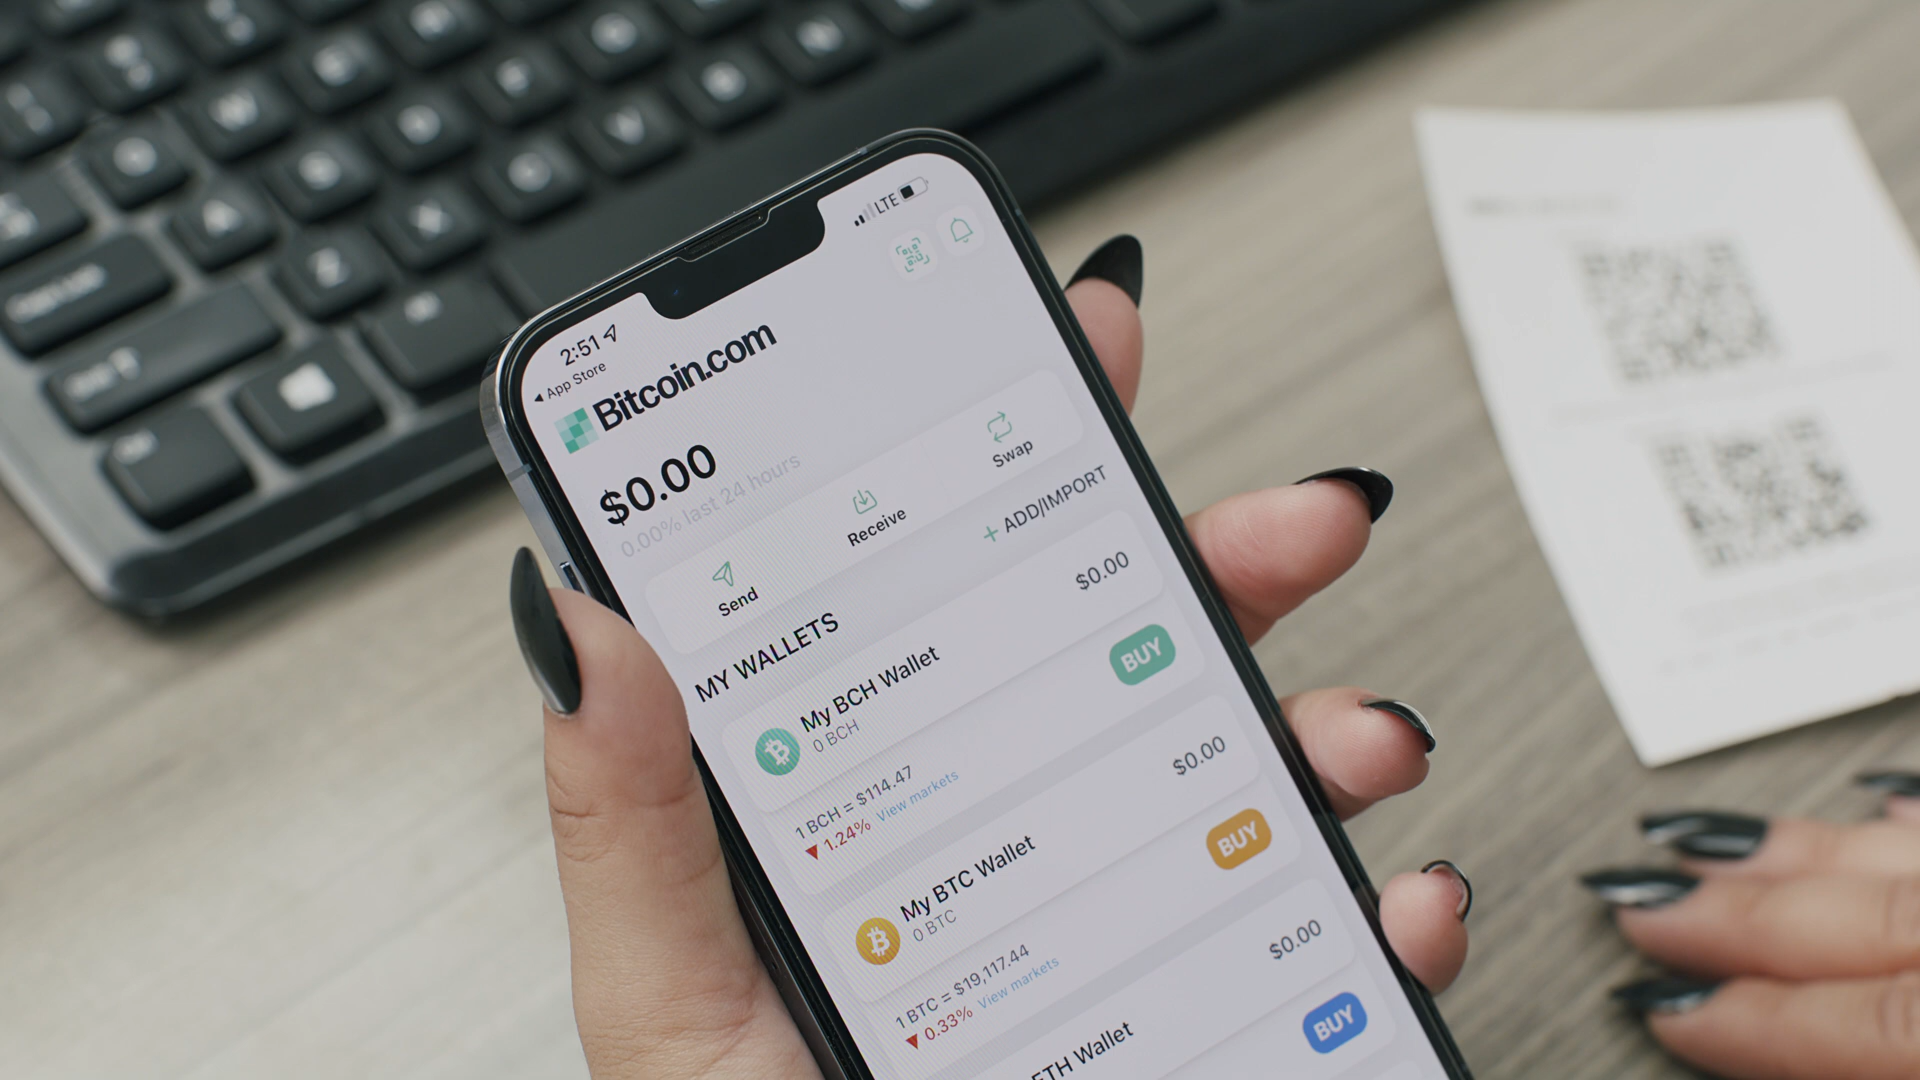 2:51
LTE
◀ App Store
Bitcoin.com
$0.00
0.00% last 24 hours
Send
Receive
Swap
MY WALLETS
+ ADD/IMPORT
My BCH Wallet
$0.00
0 BCH
1 BCH = $114.47
BUY
▼ 1.24% View markets
My BTC Wallet
$0.00
0 BTC
1 BTC = $19,117.44
BUY
▼ 0.33% View markets
ETH Wallet
$0.00
BUY